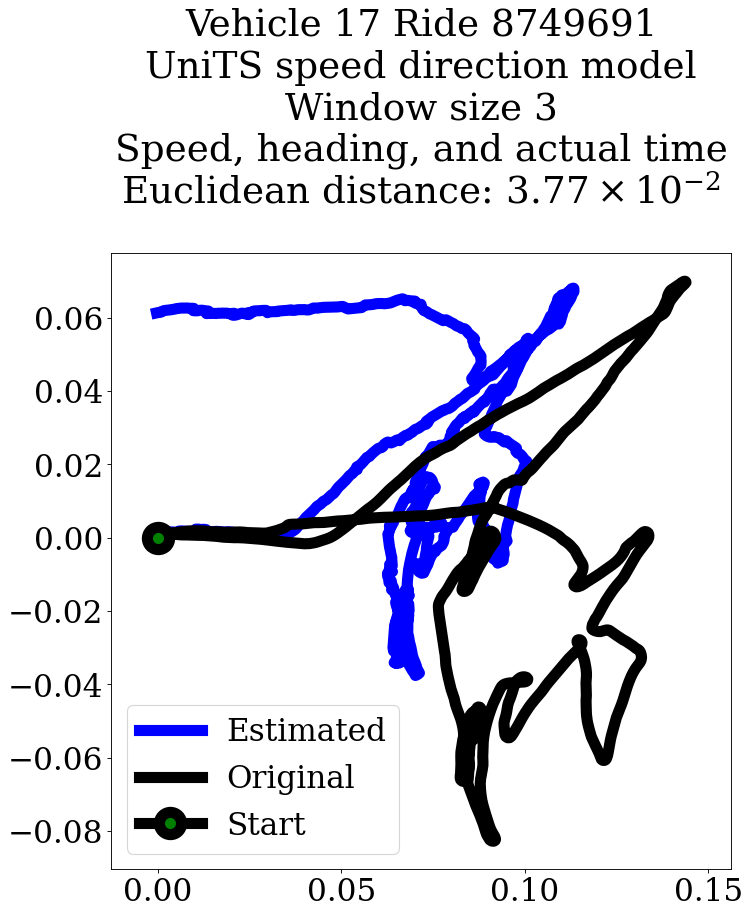 Vehicle 17 Ride 8749691
UniTS speed direction model
Window size 3
Speed, heading, and actual time
Euclidean distance: 3.77 × 10⁻²
0.06
0.04
0.02
0.00
−0.02
−0.04
−0.06
−0.08
Estimated
Original
Start
0.00 0.05 0.10 0.15